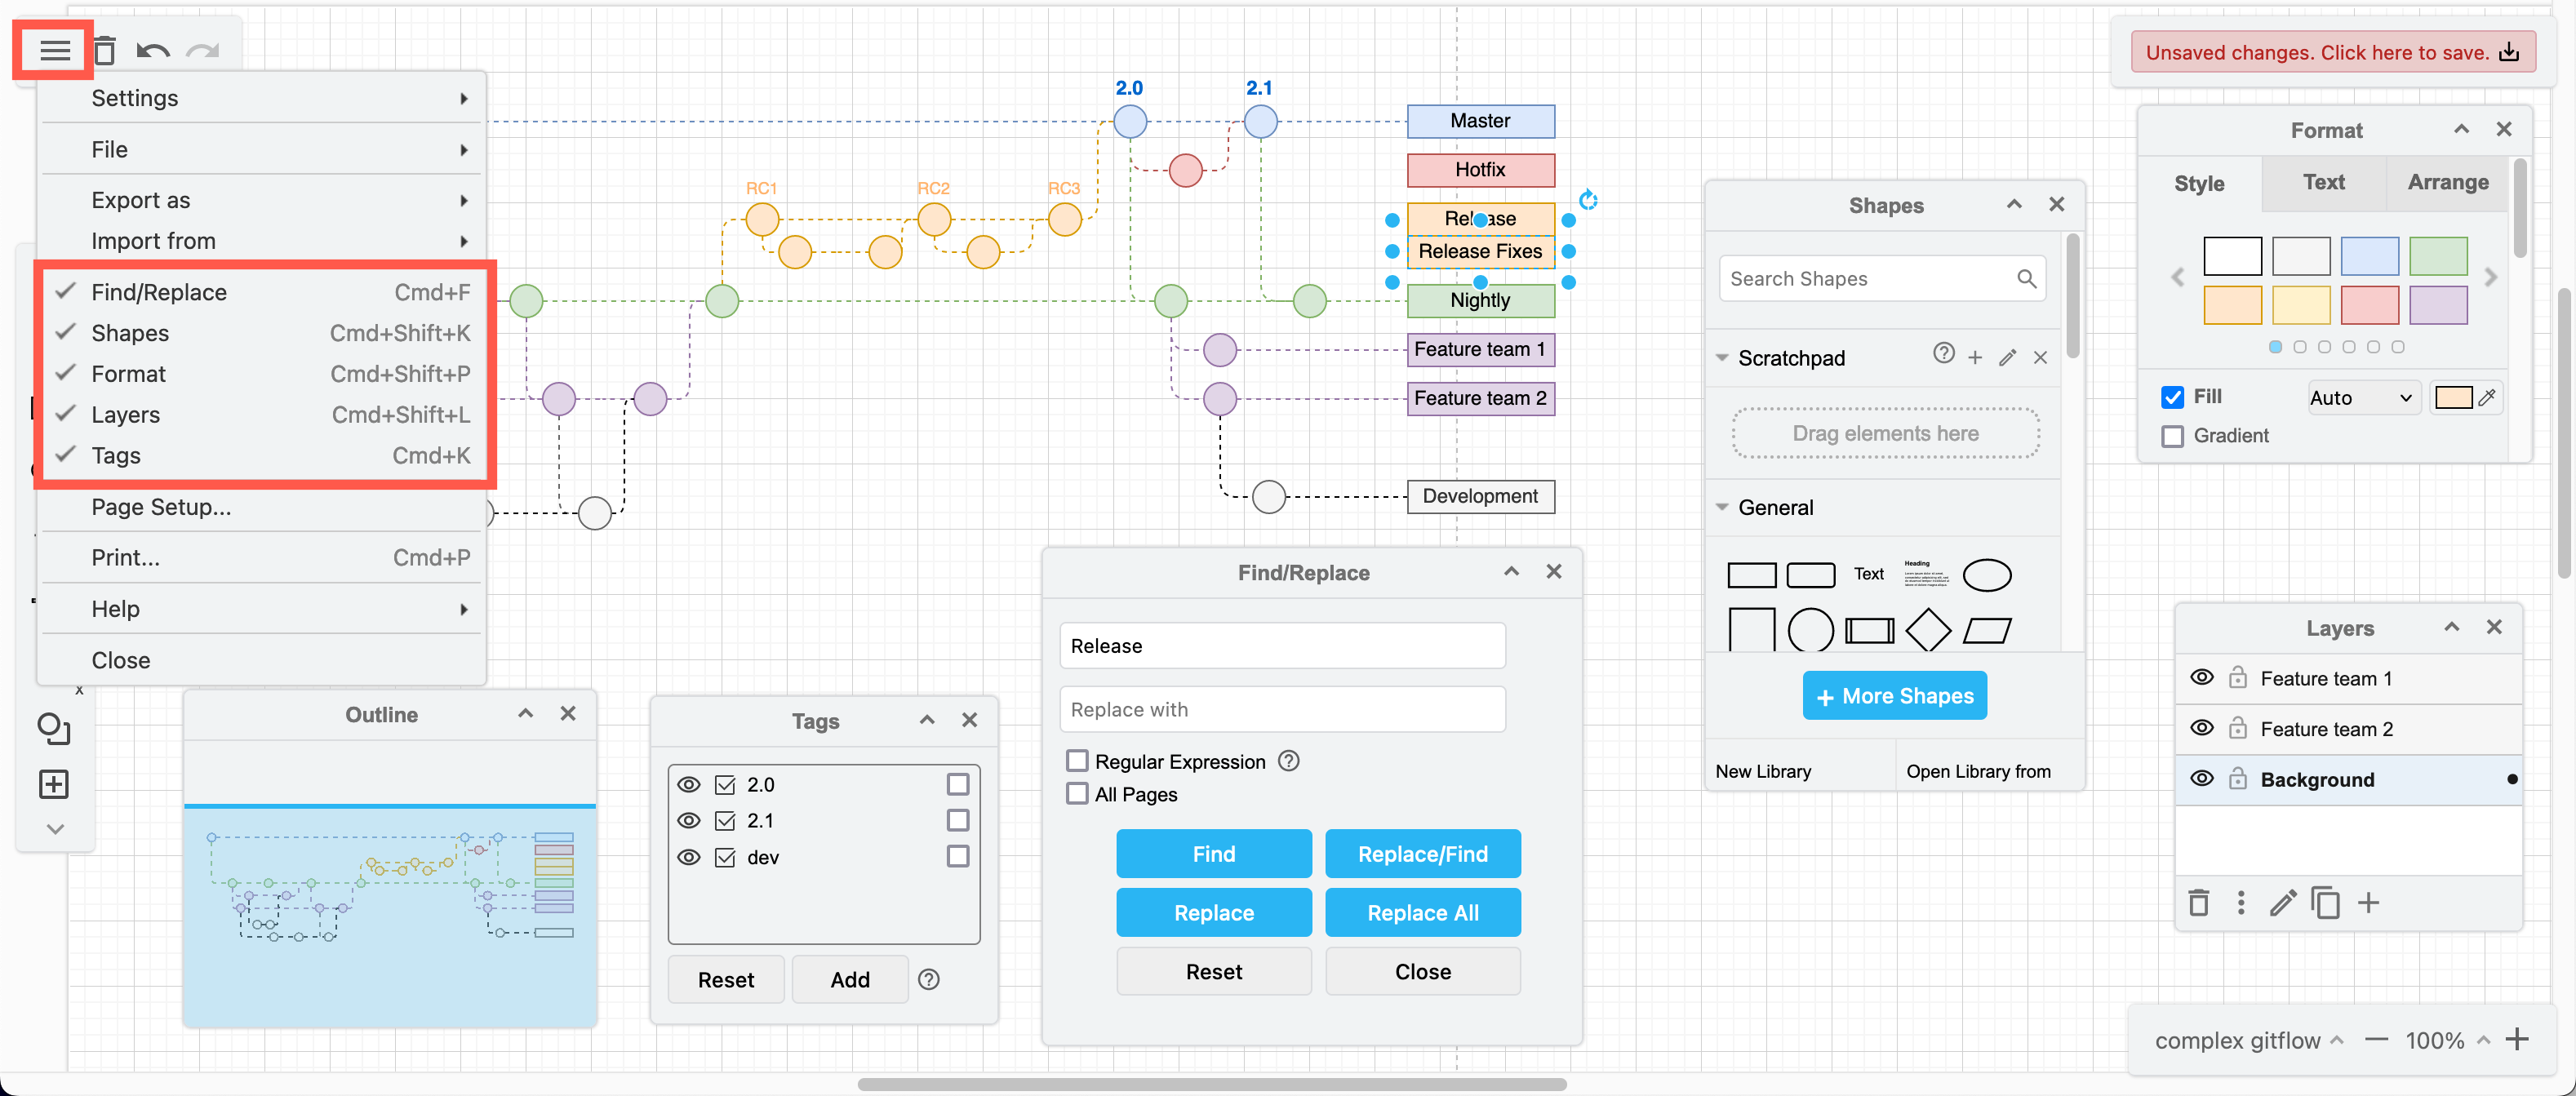 Unsaved changes. Click here to save.
Settings
File
Export as
Import from
Find/Replace Cmd+F
Shapes Cmd+Shift+K
Format Cmd+Shift+P
Layers Cmd+Shift+L
Tags Cmd+K
Page Setup...
Print... Cmd+P
Help
Close
x
2.0
2.1
RC1
RC2
RC3
Master
Hotfix
Release
Release Fixes
Nightly
Feature team 1
Feature team 2
Development
Outline
Tags
2.0
2.1
dev
Reset
Add
Find/Replace
Release
Replace with
Regular Expression
All Pages
Find
Replace/Find
Replace
Replace All
Reset
Close
Shapes
Search Shapes
Scratchpad
Drag elements here
General
Text
Heading
More Shapes
New Library
Open Library from
Format
Style
Text
Arrange
Fill
Auto
Gradient
Layers
Feature team 1
Feature team 2
Background
complex gitflow
100%